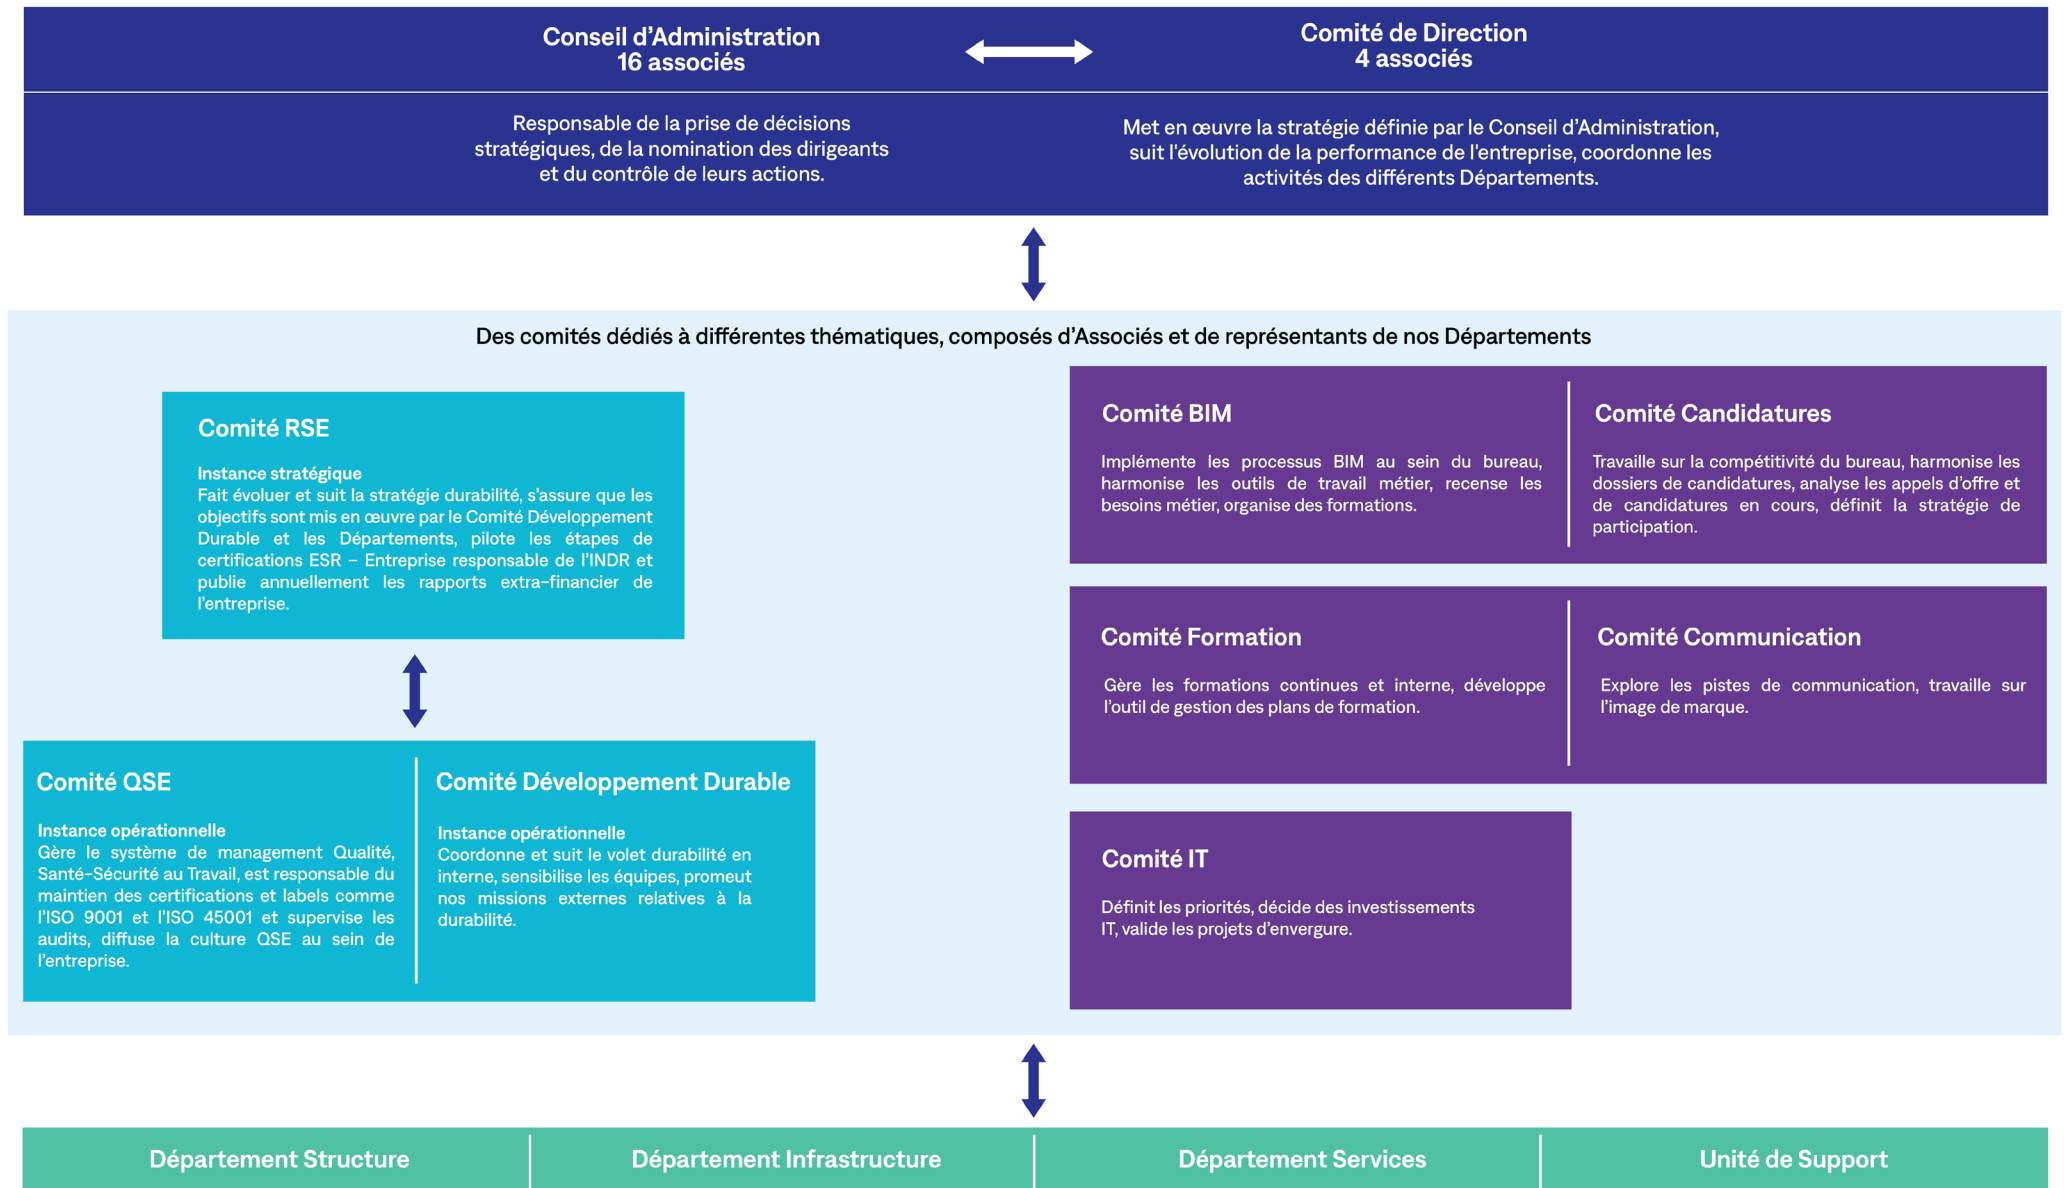 Conseil d'Administration
16 associés
Comité de Direction
4 associés
Responsable de la prise de décisions
stratégiques, de la nomination des dirigeants
et du contrôle de leurs actions.
Met en œuvre la stratégie définie par le Conseil d'Administration,
suit l'évolution de la performance de l'entreprise, coordonne les
activités des différents Départements.
Des comités dédiés à différentes thématiques, composés d'Associés et de représentants de nos Départements
Comité RSE
Instance stratégique
Fait évoluer et suit la stratégie durabilité, s'assure que les
objectifs sont mis en œuvre par le Comité Développement
Durable et les Départements, pilote les étapes de
certifications ESR – Entreprise responsable de l'INDR et
publie annuellement les rapports extra-financier de
l'entreprise.
Comité QSE
Instance opérationnelle
Gère le système de management Qualité,
Santé-Sécurité au Travail, est responsable du
maintien des certifications et labels comme
l'ISO 9001 et l'ISO 45001 et supervise les
audits, diffuse la culture QSE au sein de
l'entreprise.
Comité Développement Durable
Instance opérationnelle
Coordonne et suit le volet durabilité en
interne, sensibilise les équipes, promeut
nos missions externes relatives à la
durabilité.
Comité BIM
Implémente les processus BIM au sein du bureau,
harmonise les outils de travail métier, recense les
besoins métier, organise des formations.
Comité Candidatures
Travaille sur la compétitivité du bureau, harmonise les
dossiers de candidatures, analyse les appels d'offre et
de candidatures en cours, définit la stratégie de
participation.
Comité Formation
Gère les formations continues et interne, développe
l'outil de gestion des plans de formation.
Comité Communication
Explore les pistes de communication, travaille sur
l'image de marque.
Comité IT
Définit les priorités, décide des investissements
IT, valide les projets d'envergure.
Département Structure
Département Infrastructure
Département Services
Unité de Support